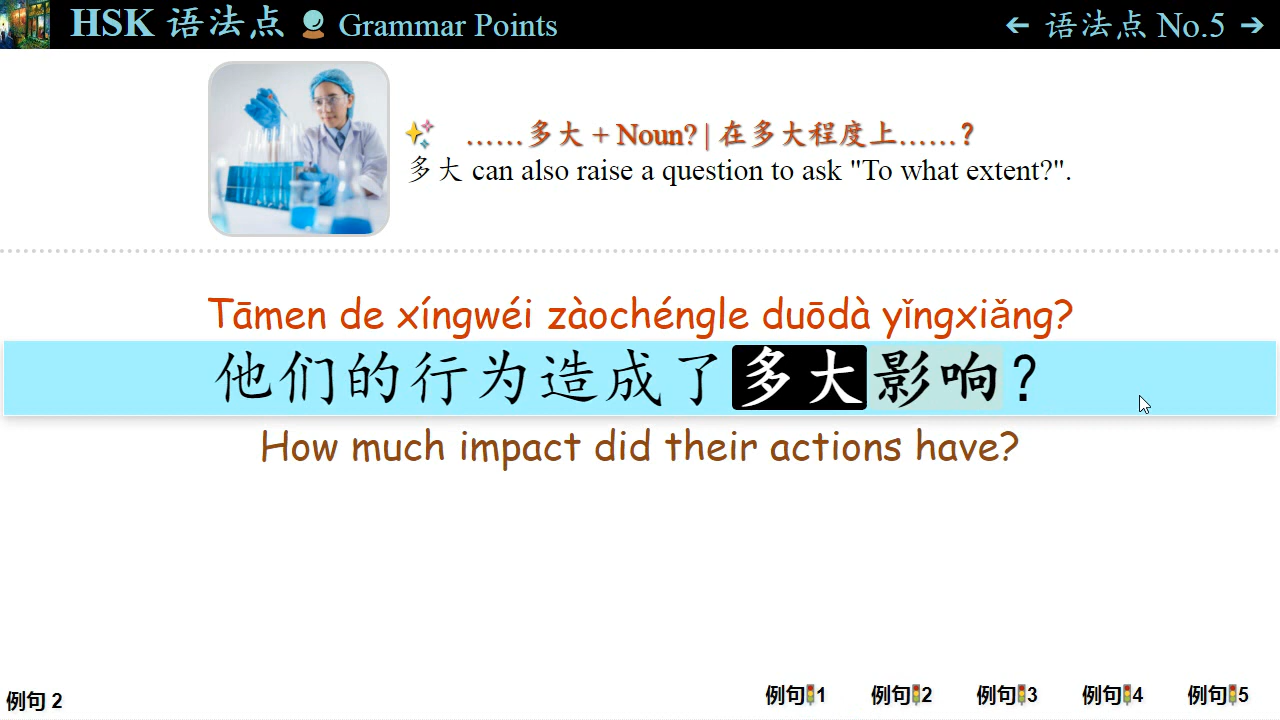 HSK 语法点 Grammar Points
← 语法点 No.5 →
……多大 + Noun? | 在多大程度上……？
多大 can also raise a question to ask "To what extent?".
Tāmen de xíngwéi zàochéngle duōdà yǐngxiǎng?
他们的行为造成了多大影响？
How much impact did their actions have?
例句 2
例句🚦1 例句🚦2 例句🚦3 例句🚦4 例句🚦5